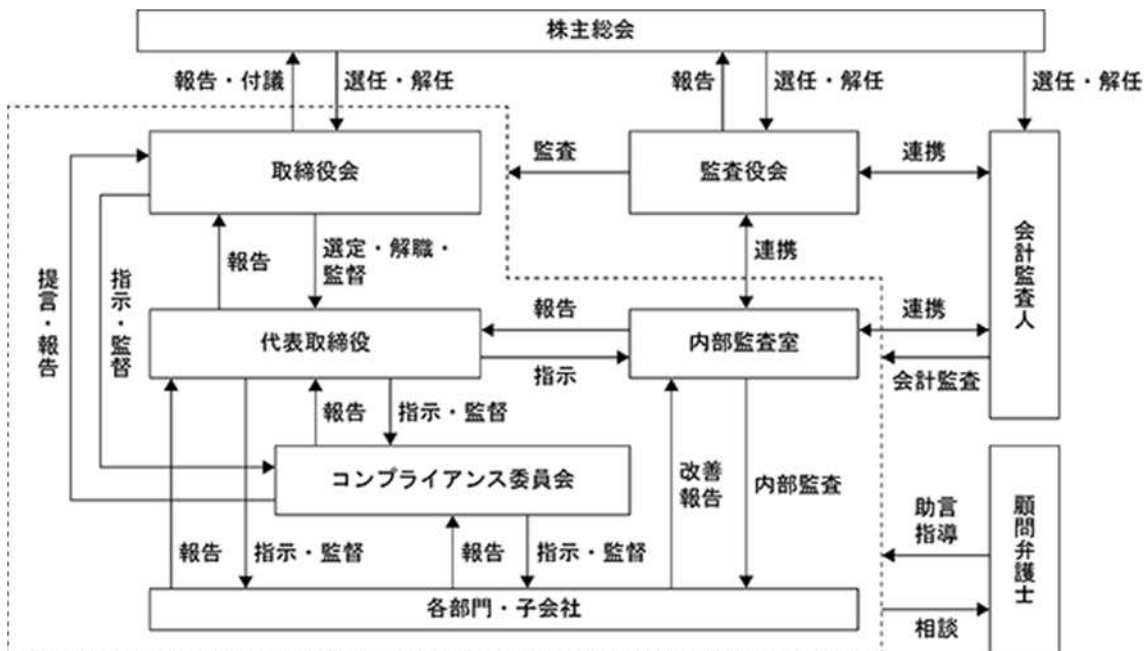 株主総会
報告・付議
選任・解任
報告
選任・解任
選任・解任
取締役会
監査
監査役会
連携
会計監査人
報告
選定・解職・
監督
連携
提言・報告
指示・監督
代表取締役
報告
指示
内部監査室
連携
会計監査
報告
指示・監督
コンプライアンス委員会
改善
報告
内部監査
顧問弁護士
助言
指導
相談
報告
指示・監督
報告
指示・監督
各部門・子会社